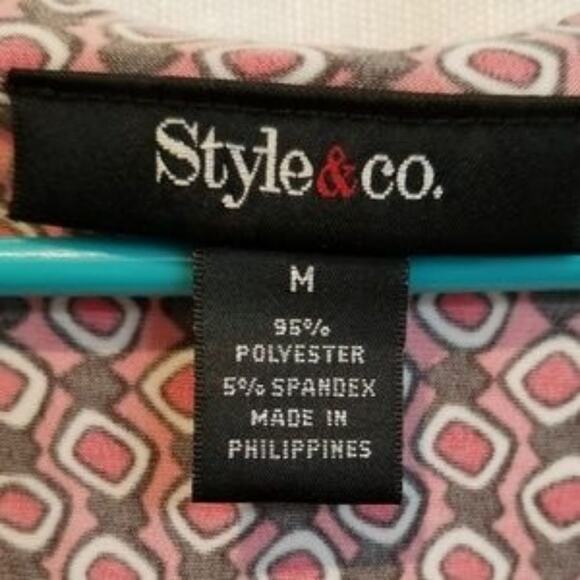 Style&co.
M
95%
POLYESTER
5% SPANDEX
MADE IN
PHILIPPINES